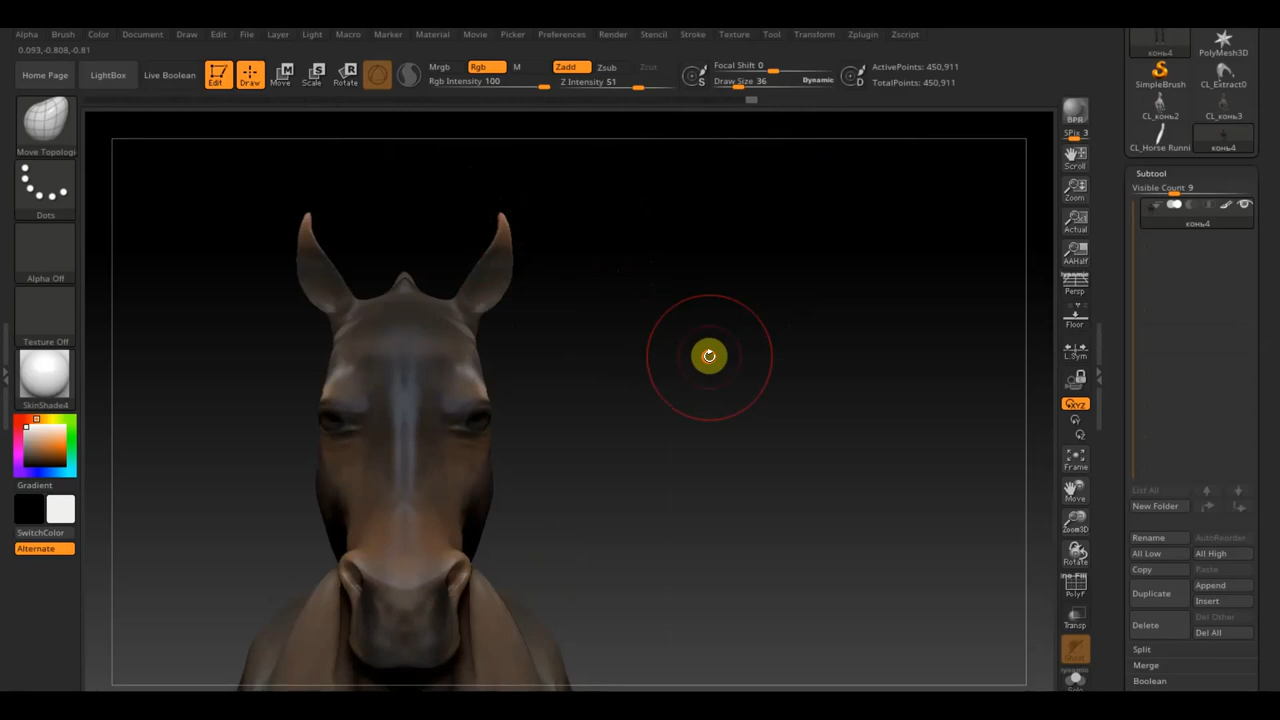 Alpha Brush Color Document Draw Edit File Layer Light Macro Marker Material Movie Picker Preferences Render Stencil Stroke Texture Tool Transform Zplugin Zscript
0.093,-0.808,-0.81
Home Page
LightBox
Live Boolean
Edit
Draw
Move
Scale
Rotate
Mrgb
Rgb
M
Rgb Intensity 100
Zadd
Zsub
Zcut
Z Intensity 51
S
Focal Shift 0
Draw Size 36
Dynamic
D
ActivePoints: 450,911
TotalPoints: 450,911
Move Topologi
Dots
Alpha Off
Texture Off
SkinShade4
Gradient
SwitchColor
Alternate
BPR
SPix 3
Scroll
Zoom
Actual
AAHalf
Persp
Floor
L.Sym
XYZ
Y
Z
Frame
Move
Zoom3D
Rotate
PolyF
Transp
Ghost
Solo
конь4
PolyMesh3D
SimpleBrush
CL_Extract0
CL_конь2
CL_конь3
CL_Horse Runni
конь4
Subtool
Visible Count 9
конь4
List All
New Folder
Rename
AutoReorder
All Low
All High
Copy
Paste
Duplicate
Append
Insert
Delete
Del Other
Del All
Split
Merge
Boolean